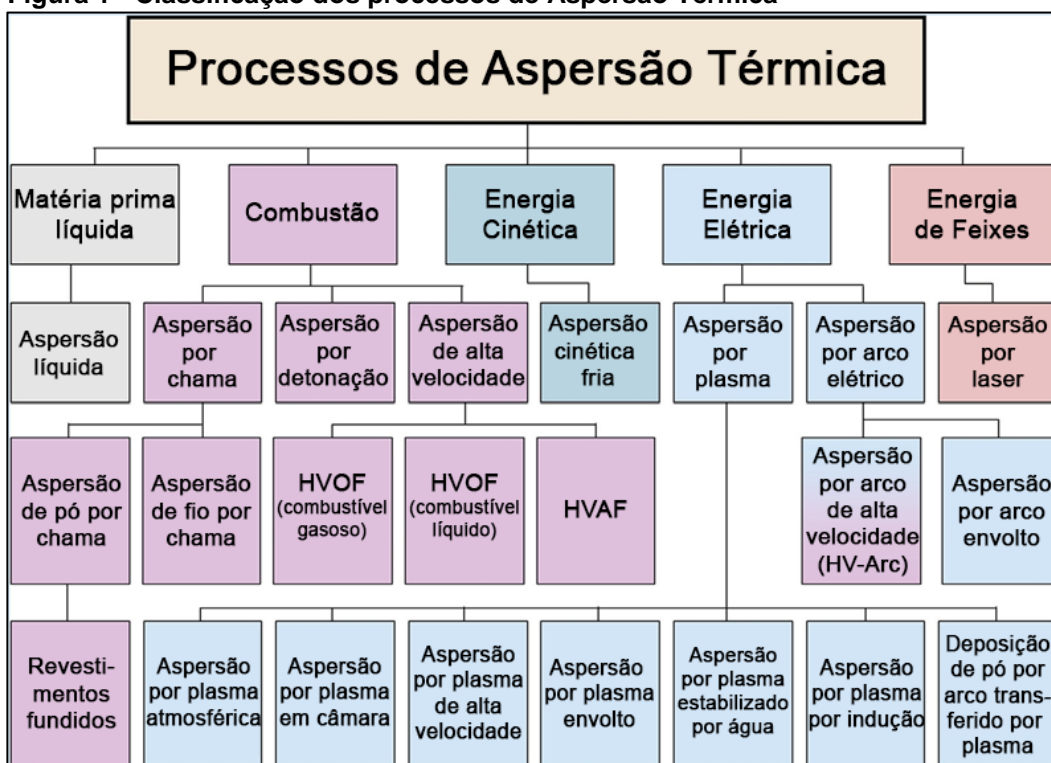 Figura 1 - Classificação dos processos de Aspersão Térmica
Processos de Aspersão Térmica
Matéria prima
líquida
Combustão
Energia
Cinética
Energia
Elétrica
Energia
de Feixes
Aspersão
líquida
Aspersão
por
chama
Aspersão
por
detonação
Aspersão
de alta
velocidade
Aspersão
cinética
fria
Aspersão
por
plasma
Aspersão
por arco
elétrico
Aspersão
por
laser
Aspersão
de pó por
chama
Aspersão
de fio por
chama
HVOF
(combustível
gasoso)
HVOF
(combustível
líquido)
HVAF
Aspersão
por arco
de alta
velocidade
(HV-Arc)
Aspersão
por arco
envolto
Revesti-
mentos
fundidos
Aspersão
por plasma
atmosférica
Aspersão
por plasma
em câmara
Aspersão
por plasma
de alta
velocidade
Aspersão
por plasma
envolto
Aspersão
por plasma
estabilizado
por água
Aspersão
por plasma
por indução
Deposição
de pó por
arco trans-
ferido por
plasma